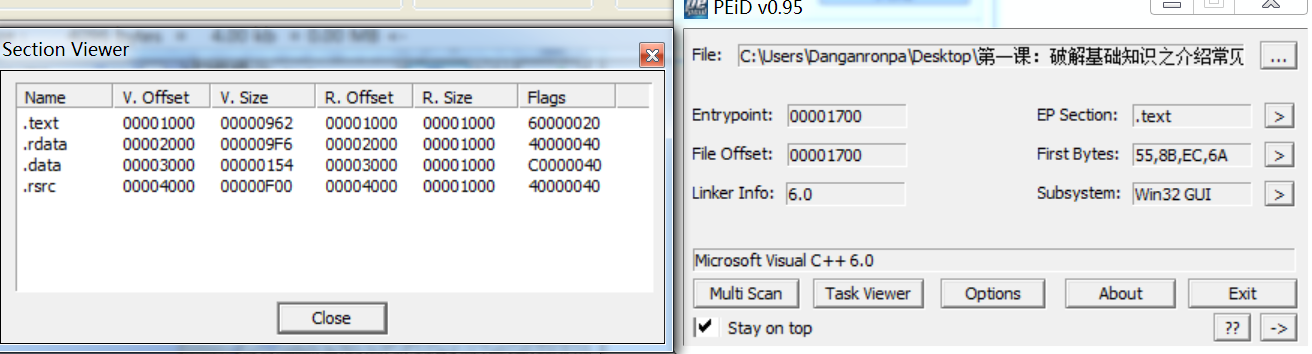 Section Viewer
Name V. Offset V. Size R. Offset R. Size Flags
.text 00001000 00000962 00001000 00001000 60000020
.rdata 00002000 000009F6 00002000 00001000 40000040
.data 00003000 00000154 00003000 00001000 C0000040
.rsrc 00004000 00000F00 00004000 00001000 40000040
Close
PEiD v0.95
File: C:\Users\Danganronpa\Desktop\第一课：破解基础知识之介绍常见 ...
Entrypoint: 00001700 EP Section: .text >
File Offset: 00001700 First Bytes: 55,8B,EC,6A >
Linker Info: 6.0 Subsystem: Win32 GUI >
Microsoft Visual C++ 6.0
Multi Scan Task Viewer Options About Exit
Stay on top ?? ->